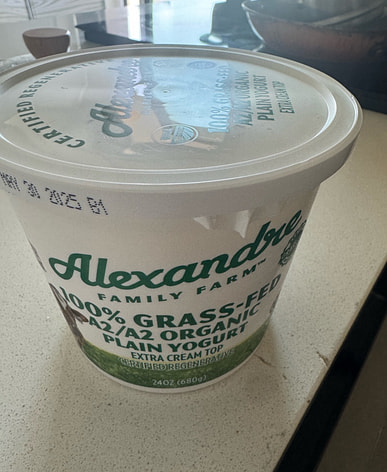 CERTIFIED REGENERATIVE
Alexandre
100% GRASS-FED
A2/A2 ORGANIC
PLAIN YOGURT
EXTRA CREAM TOP
MAY 30 2025 B1
Alexandre
FAMILY FARM™
100% GRASS-FED
A2/A2 ORGANIC
PLAIN YOGURT
EXTRA CREAM TOP
CERTIFIED REGENERATIVE
24OZ (680g)